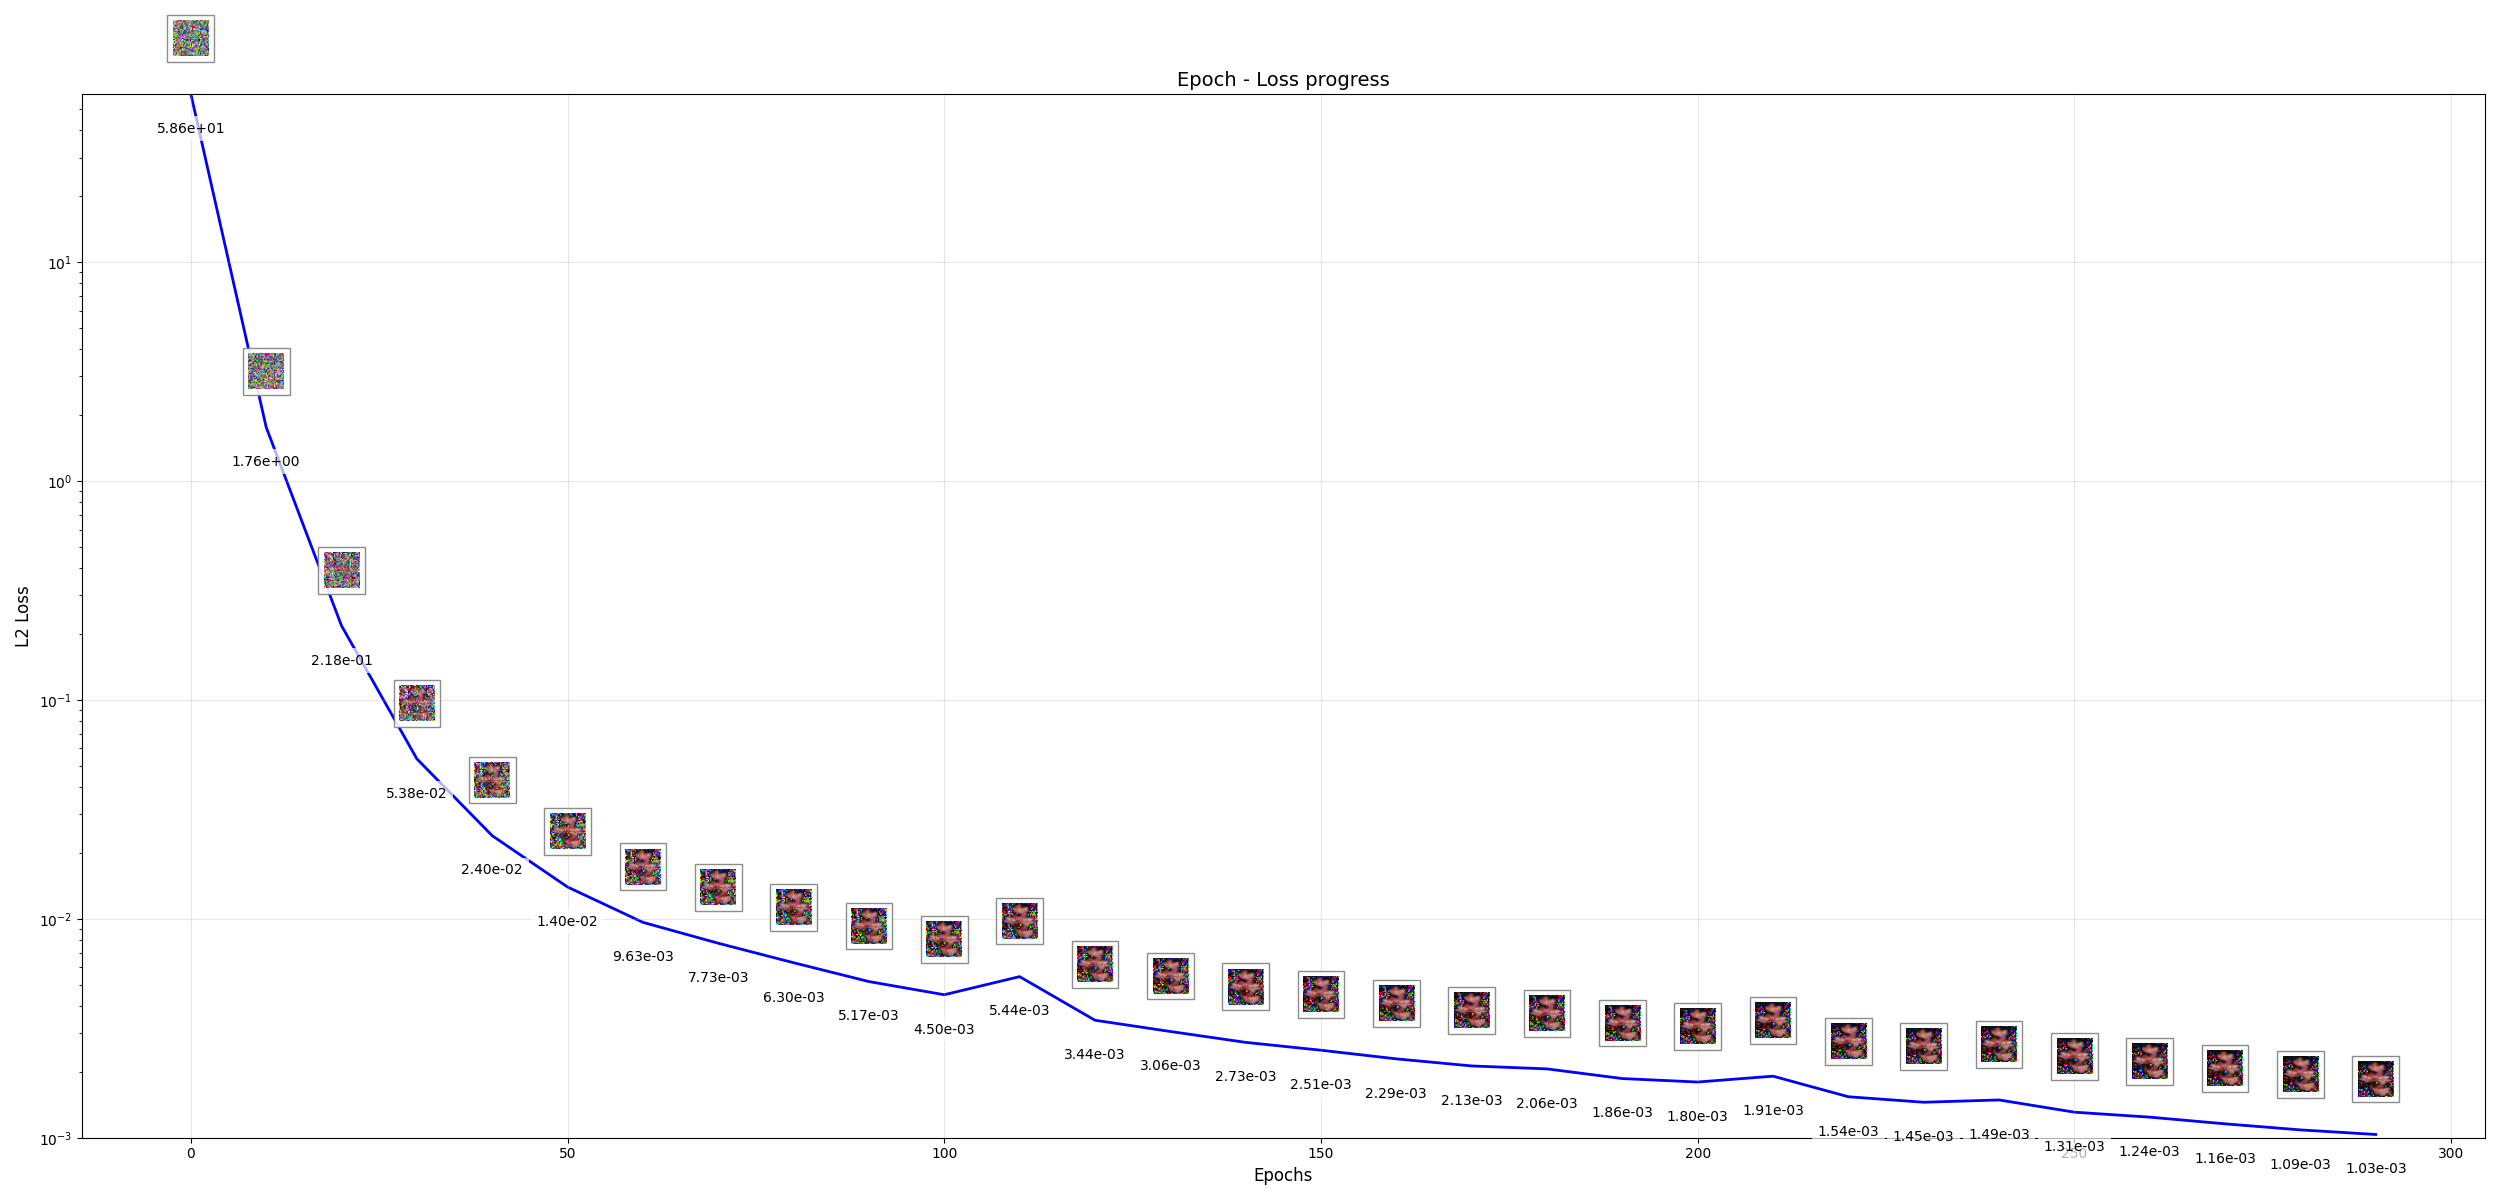 Epoch - Loss progress
L2 Loss
10¹
10⁰
10⁻¹
10⁻²
10⁻³
5.86e+01
1.76e+00
2.18e-01
5.38e-02
2.40e-02
1.40e-02
9.63e-03
7.73e-03
6.30e-03
5.17e-03
4.50e-03
5.44e-03
3.44e-03
3.06e-03
2.73e-03
2.51e-03
2.29e-03
2.13e-03
2.06e-03
1.86e-03
1.80e-03
1.91e-03
1.54e-03
1.45e-03
1.49e-03
1.31e-03
1.24e-03
1.16e-03
1.09e-03
1.03e-03
0 50 100 150 200 250 300
Epochs